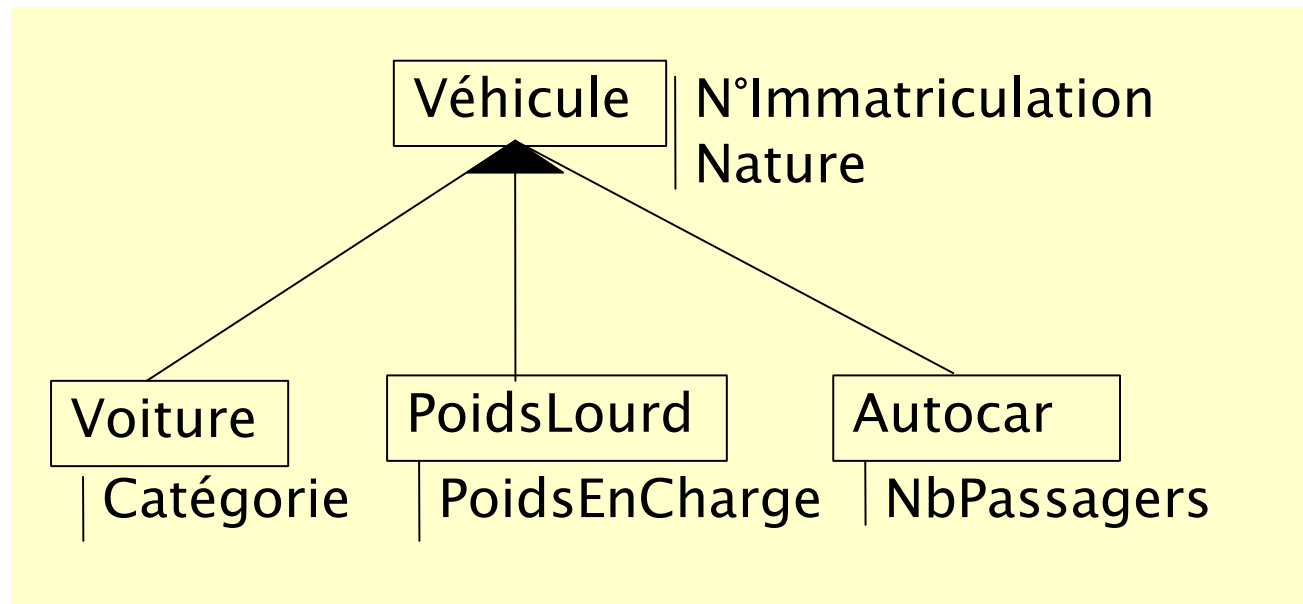 Véhicule
N°Immatriculation
Nature
Voiture
Catégorie
PoidsLourd
PoidsEnCharge
Autocar
NbPassagers